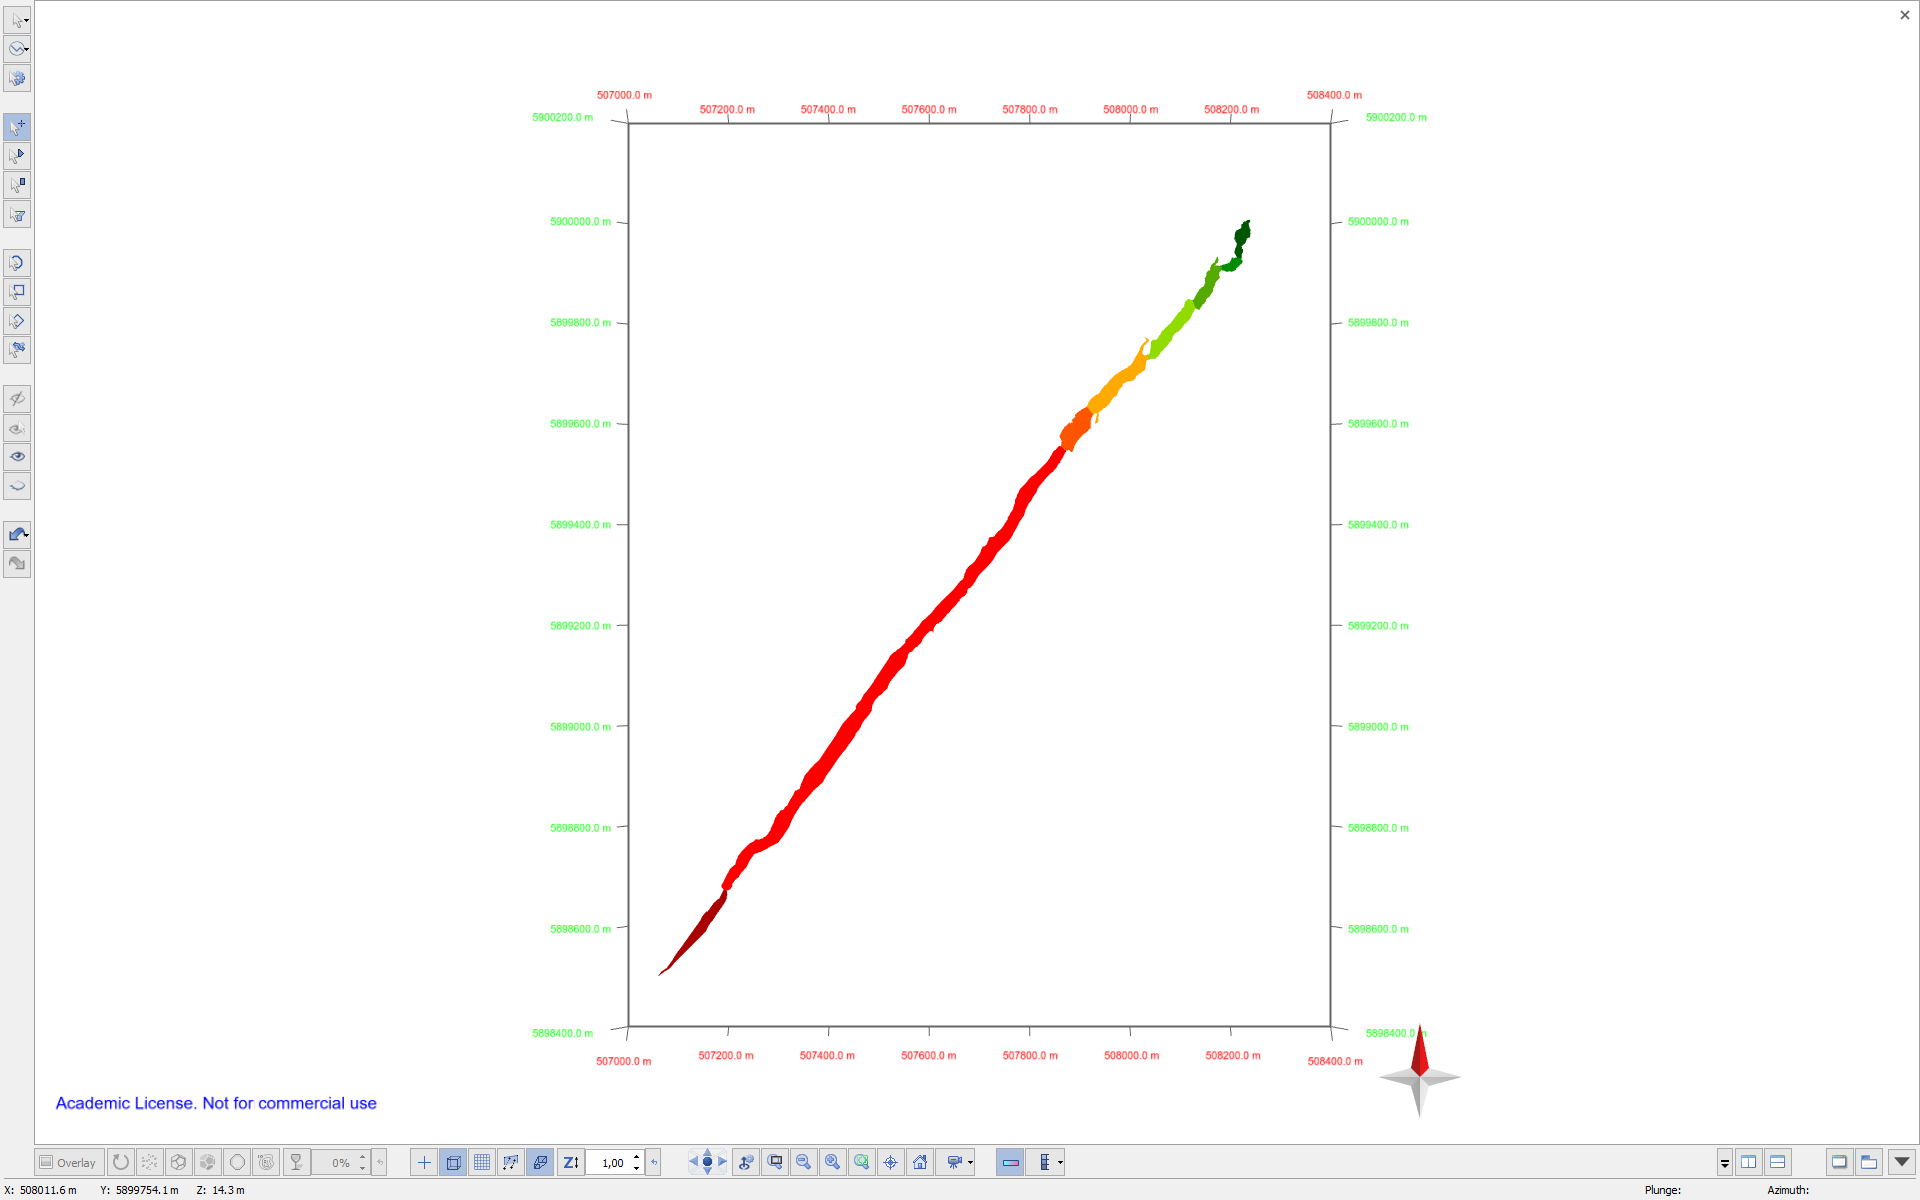 507000.0 m 508400.0 m
507200.0 m 507400.0 m 507600.0 m 507800.0 m 508000.0 m 508200.0 m
5900200.0 m 5900200.0 m
5900000.0 m 5900000.0 m
5899800.0 m 5899800.0 m
5899600.0 m 5899600.0 m
5899400.0 m 5899400.0 m
5899200.0 m 5899200.0 m
5899000.0 m 5899000.0 m
5898800.0 m 5898800.0 m
5898600.0 m 5898600.0 m
5898400.0 m 5898400.0 m
507200.0 m 507400.0 m 507600.0 m 507800.0 m 508000.0 m 508200.0 m
507000.0 m 508400.0 m
Academic License. Not for commercial use
Overlay 0% Z 1,00
X: 508011.6 m Y: 5899754.1 m Z: 14.3 m Plunge: Azimuth: